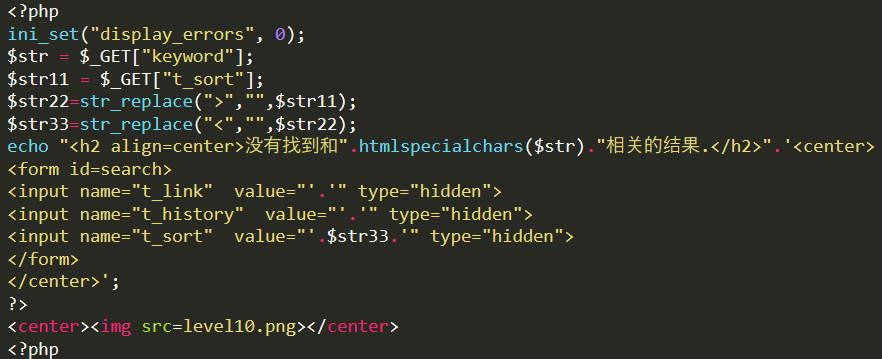 <?php
ini_set("display_errors", 0);
$str = $_GET["keyword"];
$str11 = $_GET["t_sort"];
$str22=str_replace(">","",$str11);
$str33=str_replace("<","",$str22);
echo "<h2 align=center>没有找到和".htmlspecialchars($str)."相关的结果.</h2>".'<center>
<form id=search>
<input name="t_link"  value="'.'" type="hidden">
<input name="t_history"  value="'.'" type="hidden">
<input name="t_sort"  value="'.$str33.'" type="hidden">
</form>
</center>';
?>
<center><img src=level10.png></center>
<?php